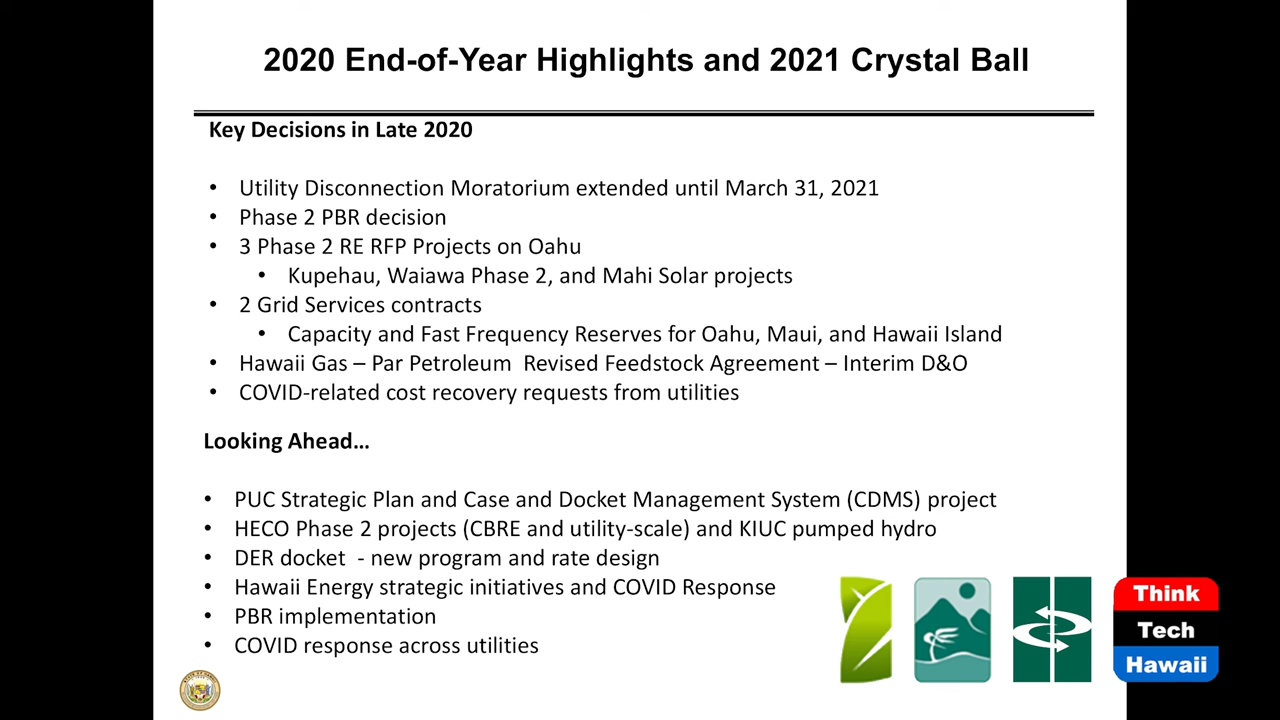 2020 End-of-Year Highlights and 2021 Crystal Ball
Key Decisions in Late 2020
• Utility Disconnection Moratorium extended until March 31, 2021
• Phase 2 PBR decision
• 3 Phase 2 RE RFP Projects on Oahu
• Kupehau, Waiawa Phase 2, and Mahi Solar projects
• 2 Grid Services contracts
• Capacity and Fast Frequency Reserves for Oahu, Maui, and Hawaii Island
• Hawaii Gas – Par Petroleum  Revised Feedstock Agreement – Interim D&O
• COVID-related cost recovery requests from utilities
Looking Ahead…
• PUC Strategic Plan and Case and Docket Management System (CDMS) project
• HECO Phase 2 projects (CBRE and utility-scale) and KIUC pumped hydro
• DER docket  - new program and rate design
• Hawaii Energy strategic initiatives and COVID Response
• PBR implementation
• COVID response across utilities
Think
Tech
Hawaii